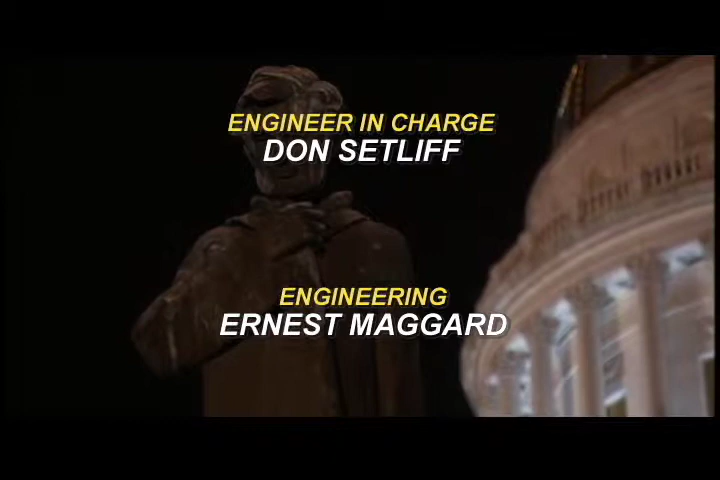 ENGINEER IN CHARGE
DON SETLIFF
ENGINEERING
ERNEST MAGGARD